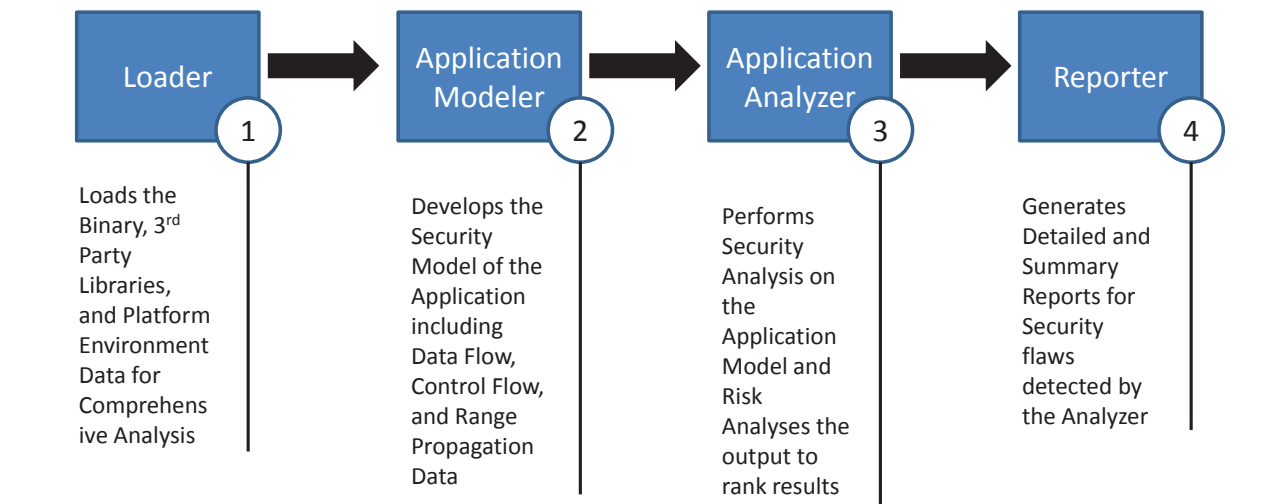 Loader
1
Loads the
Binary, 3rd
Party
Libraries,
and Platform
Environment
Data for
Comprehens
ive Analysis
Application
Modeler
2
Develops the
Security
Model of the
Application
including
Data Flow,
Control Flow,
and Range
Propagation
Data
Application
Analyzer
3
Performs
Security
Analysis on
the
Application
Model and
Risk
Analyses the
output to
rank results
Reporter
4
Generates
Detailed and
Summary
Reports for
Security
flaws
detected by
the Analyzer